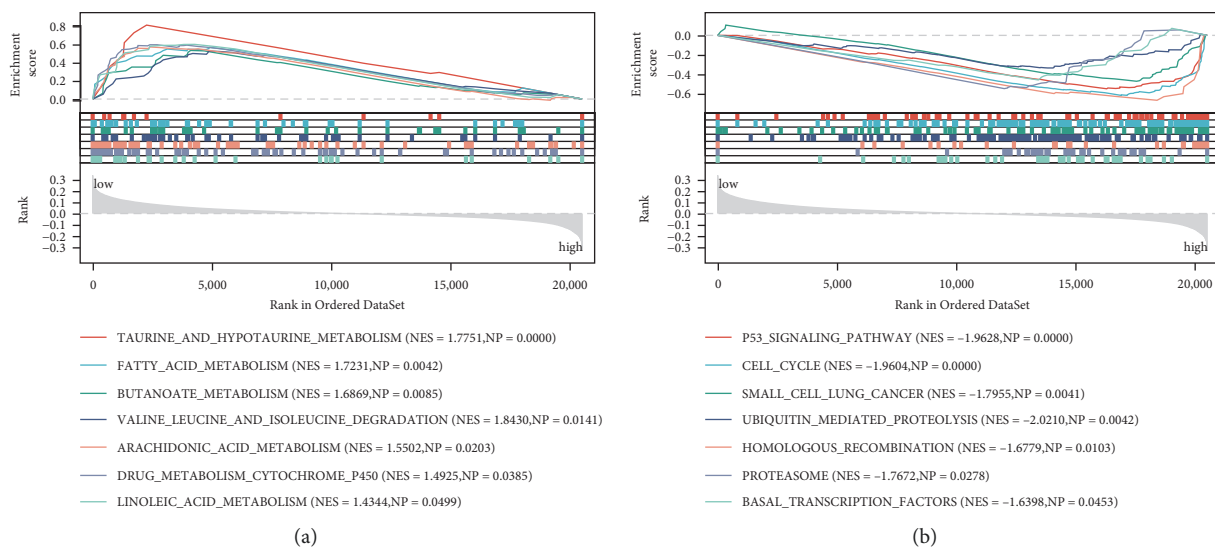 Enrichment
score
0.8
0.6
0.4
0.2
0.0
Rank
0.3
0.2
0.1
0.0
−0.1
−0.2
−0.3
low
high
0
5,000
10,000
15,000
20,000
Rank in Ordered DataSet
TAURINE_AND_HYPOTAURINE_METABOLISM (NES = 1.7751,NP = 0.0000)
FATTY_ACID_METABOLISM (NES = 1.7231,NP = 0.0042)
BUTANOATE_METABOLISM (NES = 1.6869,NP = 0.0085)
VALINE_LEUCINE_AND_ISOLEUCINE_DEGRADATION (NES = 1.8430,NP = 0.0141)
ARACHIDONIC_ACID_METABOLISM (NES = 1.5502,NP = 0.0203)
DRUG_METABOLISM_CYTOCHROME_P450 (NES = 1.4925,NP = 0.0385)
LINOLEIC_ACID_METABOLISM (NES = 1.4344,NP = 0.0499)
(a)
Enrichment
score
0.0
−0.2
−0.4
−0.6
Rank
0.3
0.2
0.1
0.0
−0.1
−0.2
−0.3
low
high
0
5,000
10,000
15,000
20,000
Rank in Ordered DataSet
P53_SIGNALING_PATHWAY (NES = −1.9628,NP = 0.0000)
CELL_CYCLE (NES = −1.9604,NP = 0.0000)
SMALL_CELL_LUNG_CANCER (NES = −1.7955,NP = 0.0041)
UBIQUITIN_MEDIATED_PROTEOLYSIS (NES = −2.0210,NP = 0.0042)
HOMOLOGOUS_RECOMBINATION (NES = −1.6779,NP = 0.0103)
PROTEASOME (NES = −1.7672,NP = 0.0278)
BASAL_TRANSCRIPTION_FACTORS (NES = −1.6398,NP = 0.0453)
(b)